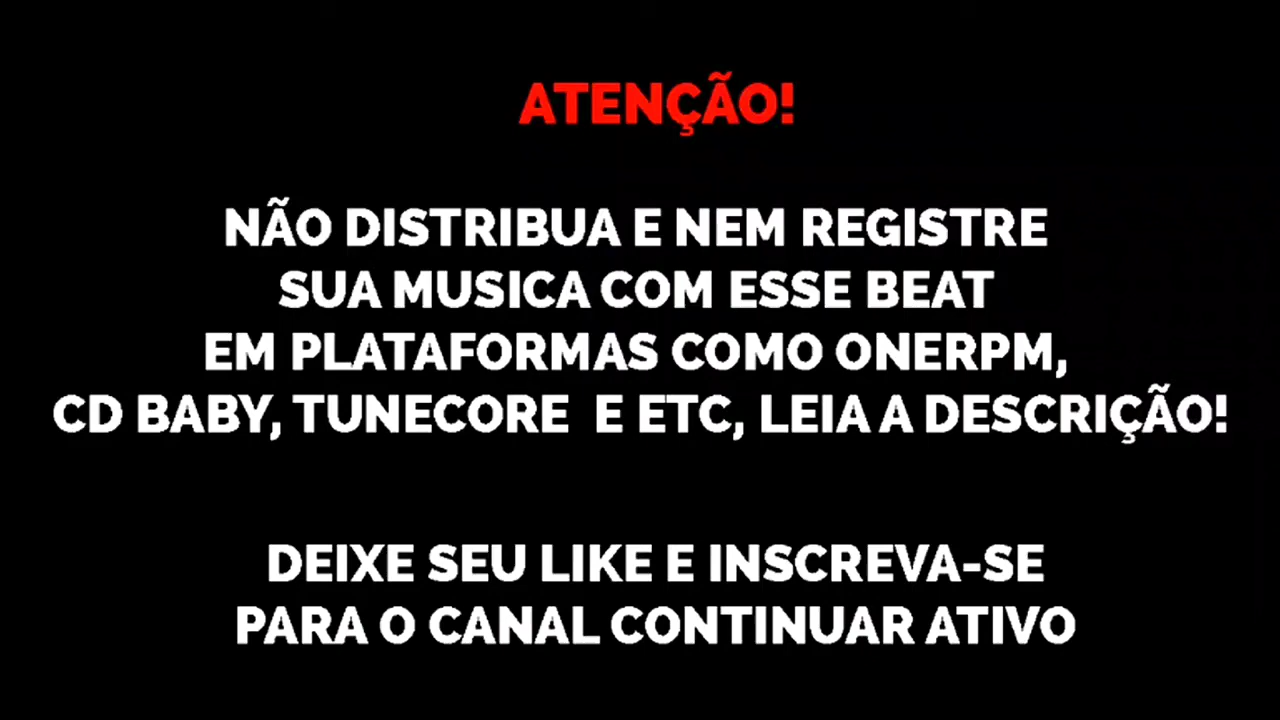 ATENÇÃO!
NÃO DISTRIBUA E NEM REGISTRE
SUA MUSICA COM ESSE BEAT
EM PLATAFORMAS COMO ONERPM,
CD BABY, TUNECORE E ETC, LEIA A DESCRIÇÃO!
DEIXE SEU LIKE E INSCREVA-SE
PARA O CANAL CONTINUAR ATIVO